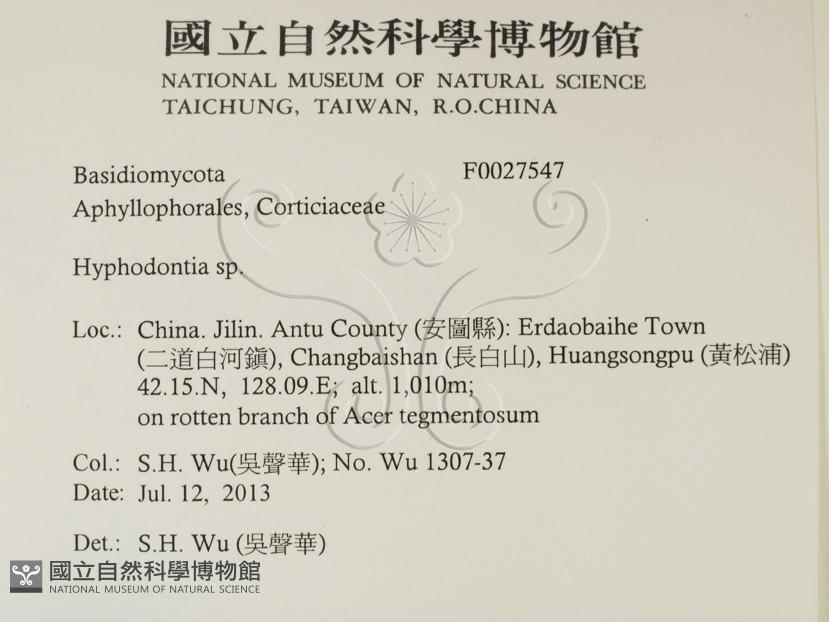 國立自然科學博物館
NATIONAL MUSEUM OF NATURAL SCIENCE
TAICHUNG, TAIWAN, R.O.CHINA
Basidiomycota F0027547
Aphyllophorales, Corticiaceae
Hyphodontia sp.
Loc.: China. Jilin. Antu County (安圖縣): Erdaobaihe Town
(二道白河鎮), Changbaishan (長白山), Huangsongpu (黃松浦)
42.15.N, 128.09.E; alt. 1,010m;
on rotten branch of Acer tegmentosum
Col.: S.H. Wu(吳聲華); No. Wu 1307-37
Date: Jul. 12, 2013
Det.: S.H. Wu (吳聲華)
國立自然科學博物館
NATIONAL MUSEUM OF NATURAL SCIENCE